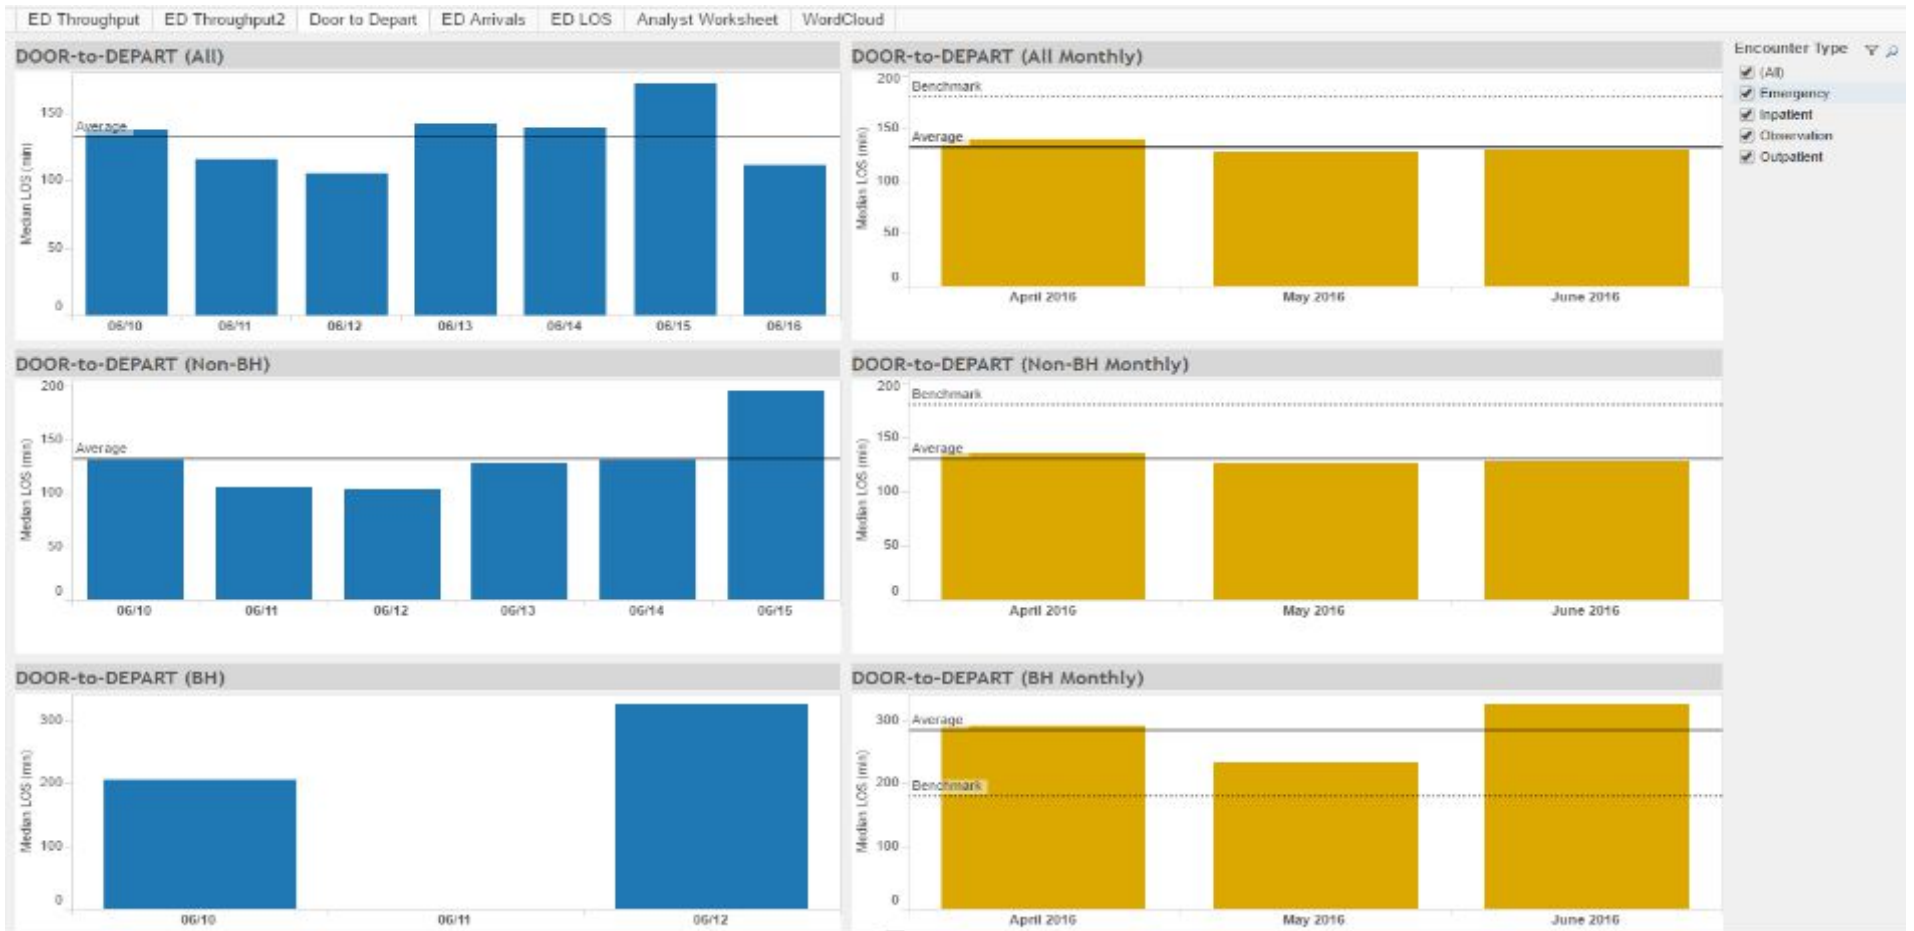 ED Throughput ED Throughput2 Door to Depart ED Arrivals ED LOS Analyst Worksheet WordCloud
DOOR-to-DEPART (All)
Median LOS (min)
150
100
50
0
Average
06/10 06/11 06/12 06/13 06/14 06/15 06/16
DOOR-to-DEPART (All Monthly)
Median LOS (min)
200
150
100
50
0
Benchmark
Average
April 2016 May 2016 June 2016
Encounter Type
(All)
Emergency
Inpatient
Observation
Outpatient
DOOR-to-DEPART (Non-BH)
Median LOS (min)
200
150
100
50
0
Average
06/10 06/11 06/12 06/13 06/14 06/15
DOOR-to-DEPART (Non-BH Monthly)
Median LOS (min)
200
150
100
50
0
Benchmark
Average
April 2016 May 2016 June 2016
DOOR-to-DEPART (BH)
Median LOS (min)
300
200
100
0
06/10 06/11 06/12
DOOR-to-DEPART (BH Monthly)
Median LOS (min)
300
200
100
0
Average
Benchmark
April 2016 May 2016 June 2016